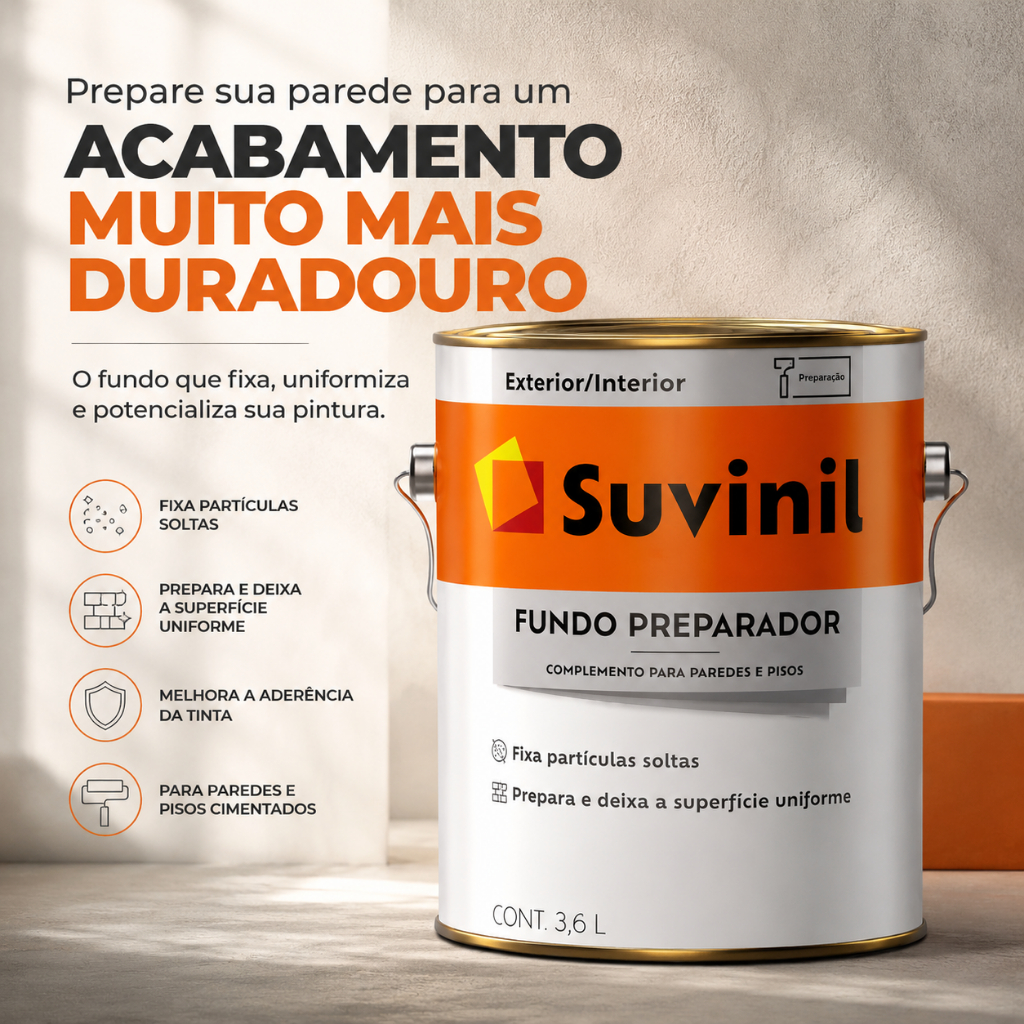 Prepare sua parede para um
ACABAMENTO
MUITO MAIS
DURADOURO
O fundo que fixa, uniformiza
e potencializa sua pintura.
FIXA PARTÍCULAS
SOLTAS
PREPARA E DEIXA
A SUPERFÍCIE
UNIFORME
MELHORA A ADERÊNCIA
DA TINTA
PARA PAREDES E
PISOS CIMENTADOS
Exterior/Interior
Preparação
Suvinil
FUNDO PREPARADOR
COMPLEMENTO PARA PAREDES E PISOS
Fixa partículas soltas
Prepara e deixa a superfície uniforme
CONT. 3,6 L